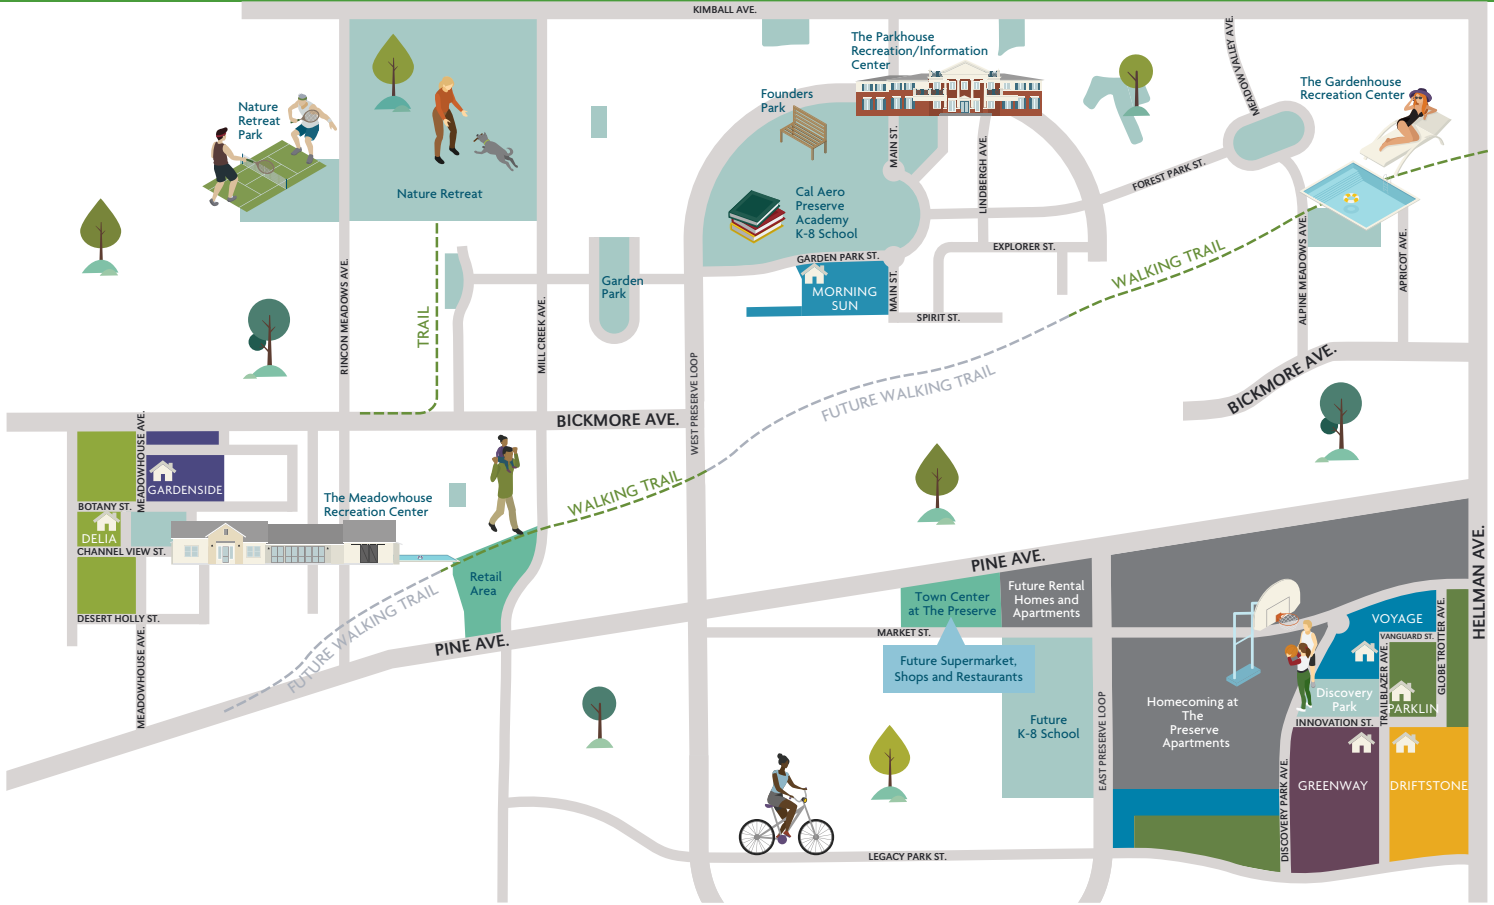 KIMBALL AVE.
The Parkhouse
Recreation/Information
Center
MEADOW VALLEY AVE.
The Gardenhouse
Recreation Center
Nature
Retreat
Park
Founders
Park
MAIN ST.
LINDBERGH AVE.
FOREST PARK ST.
Nature Retreat
Cal Aero
Preserve
Academy
K-8 School
EXPLORER ST.
GARDEN PARK ST.
WALKING TRAIL
ALPINE MEADOWS AVE.
APRICOT AVE.
RINCON MEADOWS AVE.
TRAIL
MILL CREEK AVE.
Garden
Park
MORNING
SUN
MAIN ST.
SPIRIT ST.
WEST PRESERVE LOOP
FUTURE WALKING TRAIL
BICKMORE AVE.
BICKMORE AVE.
MEADOWHOUSE AVE.
GARDENSIDE
BOTANY ST.
The Meadowhouse
Recreation Center
WALKING TRAIL
DELIA
CHANNEL VIEW ST.
HELLMAN AVE.
PINE AVE.
Retail
Area
Future Rental
Homes and
Apartments
Town Center
at The Preserve
DESERT HOLLY ST.
FUTURE WALKING TRAIL
PINE AVE.
MARKET ST.
VOYAGE
VANGUARD ST.
GLOBE TROTTER AVE.
TRAILBLAZER AVE.
MEADOWHOUSE AVE.
Future Supermarket,
Shops and Restaurants
Discovery
Park
PARKLIN
INNOVATION ST.
Homecoming at
The
Preserve
Apartments
Future
K-8 School
EAST PRESERVE LOOP
DISCOVERY PARK AVE.
GREENWAY
DRIFTSTONE
LEGACY PARK ST.